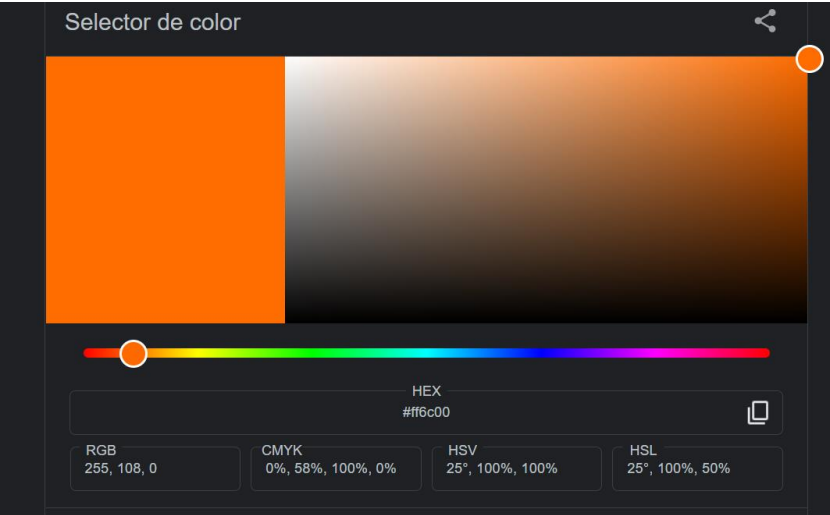 Selector de color
HEX
#ff6c00
RGB
255, 108, 0
CMYK
0%, 58%, 100%, 0%
HSV
25°, 100%, 100%
HSL
25°, 100%, 50%